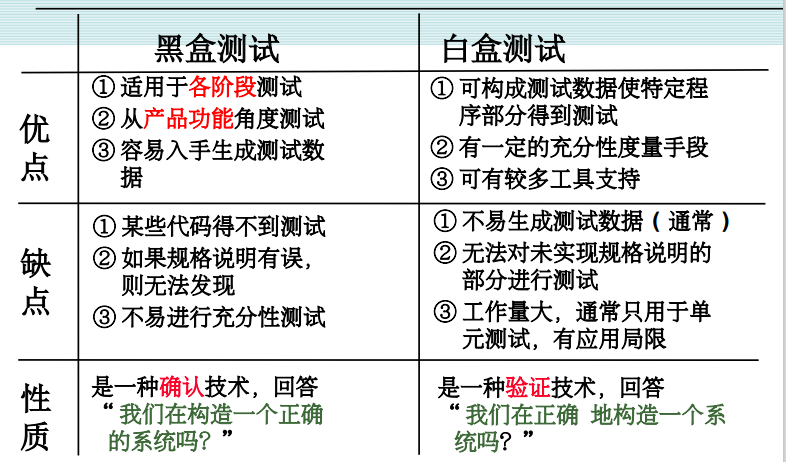 黑盒测试
白盒测试
优点
① 适用于各阶段测试
② 从产品功能角度测试
③ 容易入手生成测试数
据
① 可构成测试数据使特定程
序部分得到测试
② 有一定的充分性度量手段
③ 可有较多工具支持
缺点
① 某些代码得不到测试
② 如果规格说明有误，
则无法发现
③ 不易进行充分性测试
① 不易生成测试数据（通常）
② 无法对未实现规格说明的
部分进行测试
③ 工作量大，通常只用于单
元测试，有应用局限
性质
是一种确认技术，回答
“我们在构造一个正确
的系统吗？”
是一种验证技术，回答
“我们在正确 地构造一个系
统吗？”